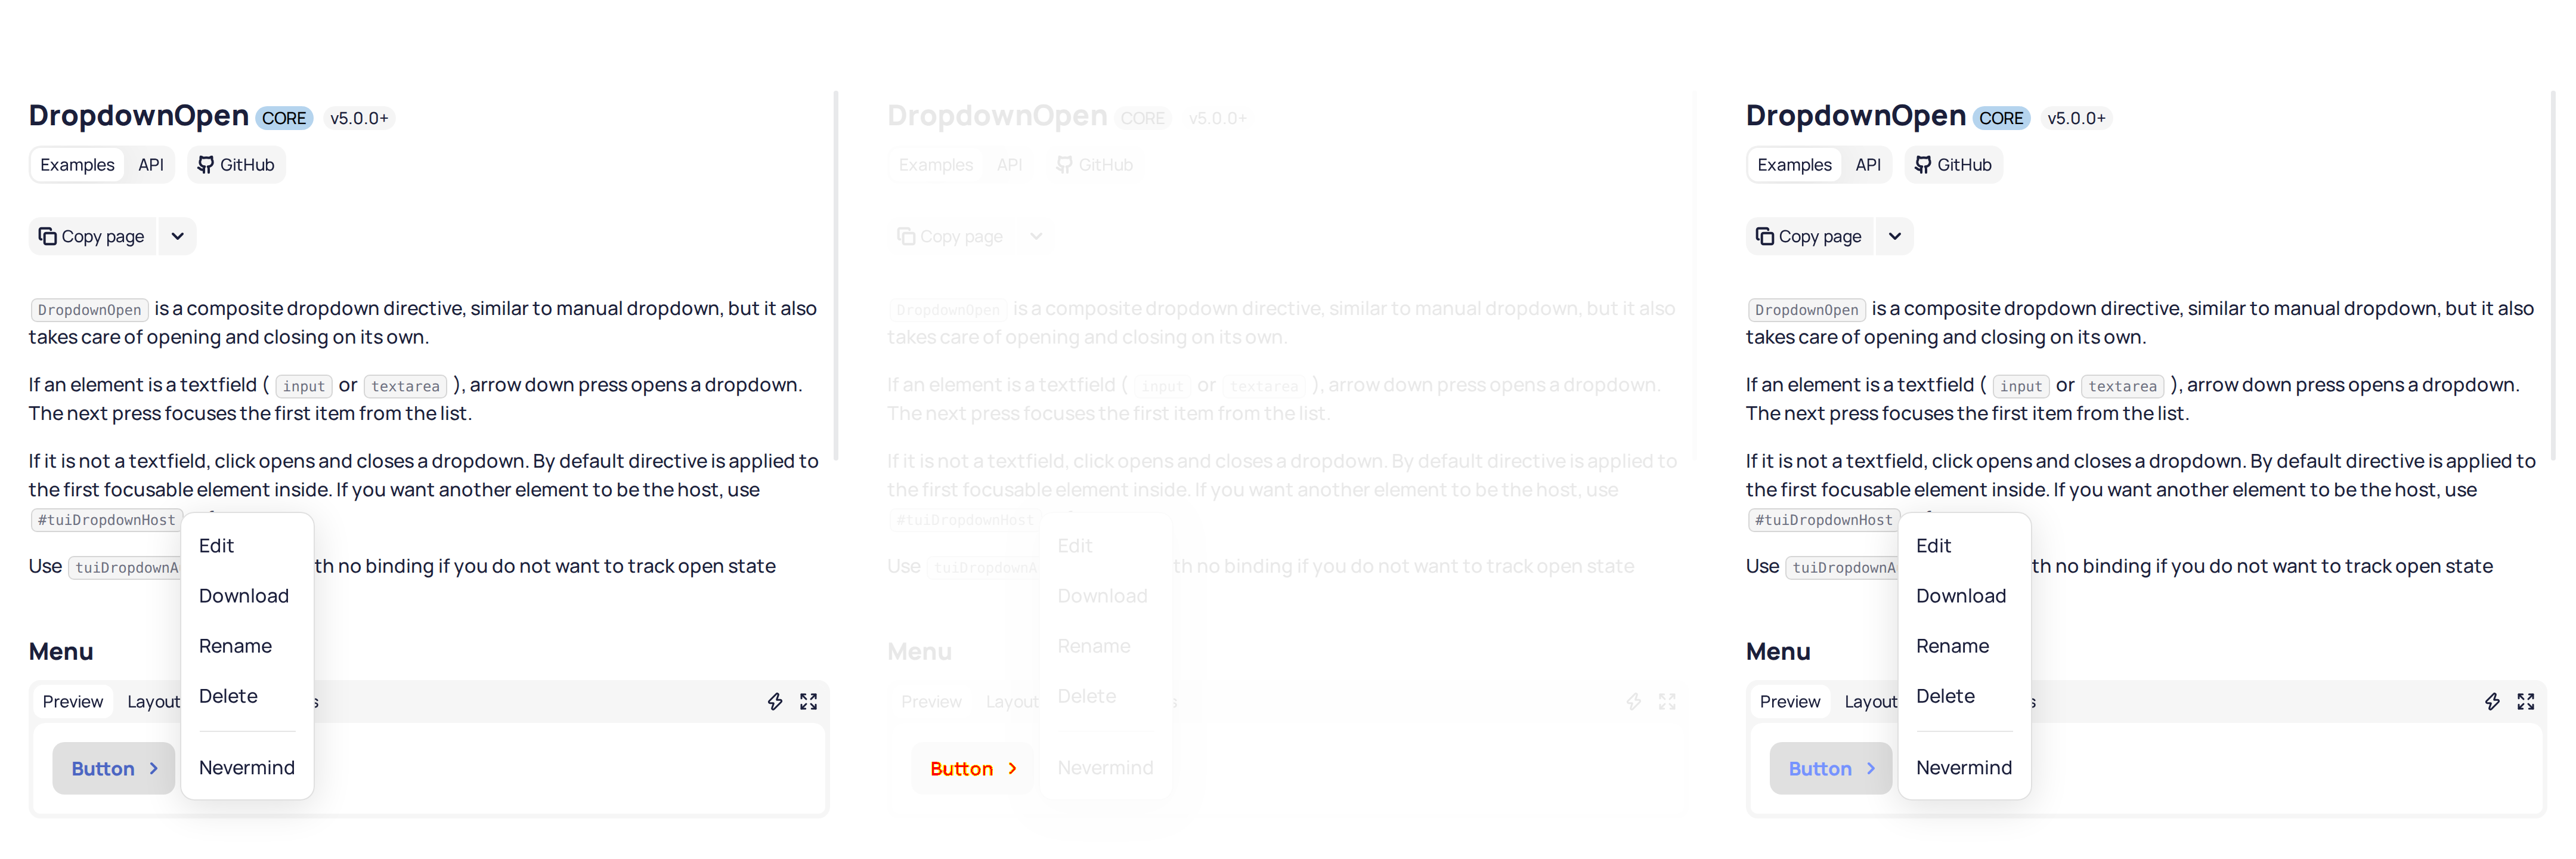 DropdownOpen CORE v5.0.0+
Examples API GitHub
Copy page
DropdownOpen is a composite dropdown directive, similar to manual dropdown, but it also
takes care of opening and closing on its own.
If an element is a textfield ( input or textarea ), arrow down press opens a dropdown.
The next press focuses the first item from the list.
If it is not a textfield, click opens and closes a dropdown. By default directive is applied to
the first focusable element inside. If you want another element to be the host, use
#tuiDropdownHost
Use tuiDropdownA th no binding if you do not want to track open state
Edit
Download
Rename
Delete
Nevermind
Menu
Preview Layout s
Button
DropdownOpen CORE v5.0.0+
Examples API GitHub
Copy page
DropdownOpen is a composite dropdown directive, similar to manual dropdown, but it also
takes care of opening and closing on its own.
If an element is a textfield ( input or textarea ), arrow down press opens a dropdown.
The next press focuses the first item from the list.
If it is not a textfield, click opens and closes a dropdown. By default directive is applied to
the first focusable element inside. If you want another element to be the host, use
#tuiDropdownHost
Use tuiDropdownA th no binding if you do not want to track open state
Edit
Download
Rename
Delete
Nevermind
Menu
Preview Layout s
Button
DropdownOpen CORE v5.0.0+
Examples API GitHub
Copy page
DropdownOpen is a composite dropdown directive, similar to manual dropdown, but it also
takes care of opening and closing on its own.
If an element is a textfield ( input or textarea ), arrow down press opens a dropdown.
The next press focuses the first item from the list.
If it is not a textfield, click opens and closes a dropdown. By default directive is applied to
the first focusable element inside. If you want another element to be the host, use
#tuiDropdownHost
Use tuiDropdownA th no binding if you do not want to track open state
Edit
Download
Rename
Delete
Nevermind
Menu
Preview Layout s
Button